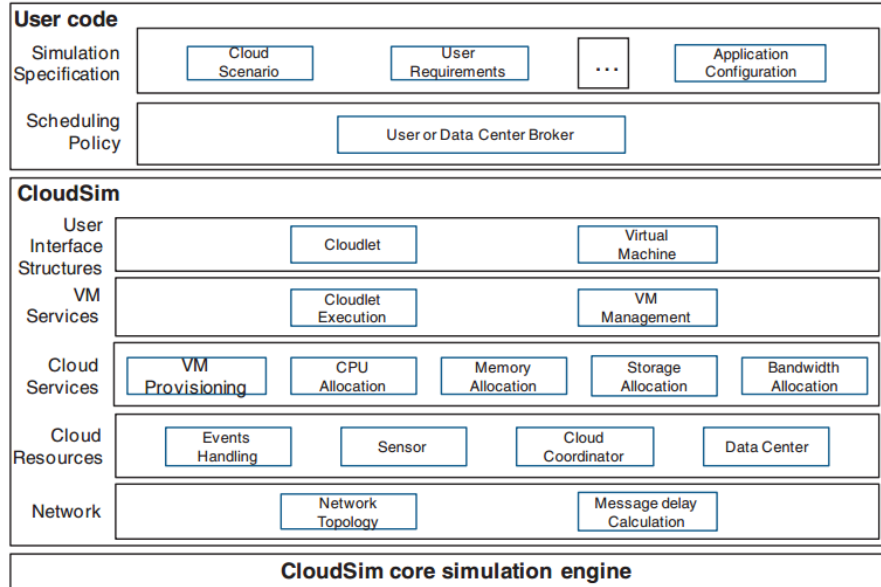 User code
Simulation
Specification
Cloud
Scenario
User
Requirements
...
Application
Configuration
Scheduling
Policy
User or Data Center Broker
CloudSim
User
Interface
Structures
Cloudlet
Virtual
Machine
VM
Services
Cloudlet
Execution
VM
Management
Cloud
Services
VM
Provisioning
CPU
Allocation
Memory
Allocation
Storage
Allocation
Bandwidth
Allocation
Cloud
Resources
Events
Handling
Sensor
Cloud
Coordinator
Data Center
Network
Network
Topology
Message delay
Calculation
CloudSim core simulation engine